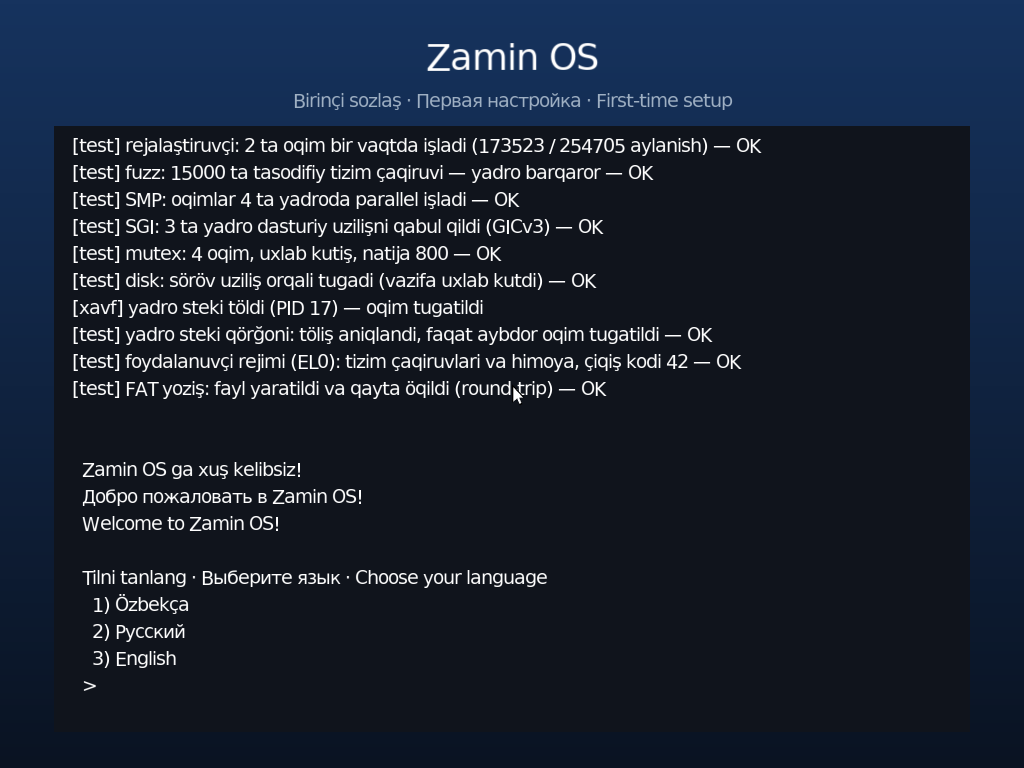 Zamin OS
Birinçi sozlaş · Первая настройка · First-time setup
[test] rejalaştiruvçi: 2 ta oqim bir vaqtda işladi (173523 / 254705 aylanish) — OK
[test] fuzz: 15000 ta tasodifiy tizim çaqiruvi — yadro barqaror — OK
[test] SMP: oqimlar 4 ta yadroda parallel işladi — OK
[test] SGI: 3 ta yadro dasturiy uzilişni qabul qildi (GICv3) — OK
[test] mutex: 4 oqim, uxlab kutiş, natija 800 — OK
[test] disk: söröv uziliş orqali tugadi (vazifa uxlab kutdi) — OK
[xavf] yadro steki töldi (PID 17) — oqim tugatildi
[test] yadro steki qörğoni: töliş aniqlandi, faqat aybdor oqim tugatildi — OK
[test] foydalanuvçi rejimi (EL0): tizim çaqiruvlari va himoya, çiqiş kodi 42 — OK
[test] FAT yoziş: fayl yaratildi va qayta öqildi (round trip) — OK
Zamin OS ga xuş kelibsiz!
Добро пожаловать в Zamin OS!
Welcome to Zamin OS!
Tilni tanlang · Выберите язык · Choose your language
1) Özbekça
2) Русский
3) English
>